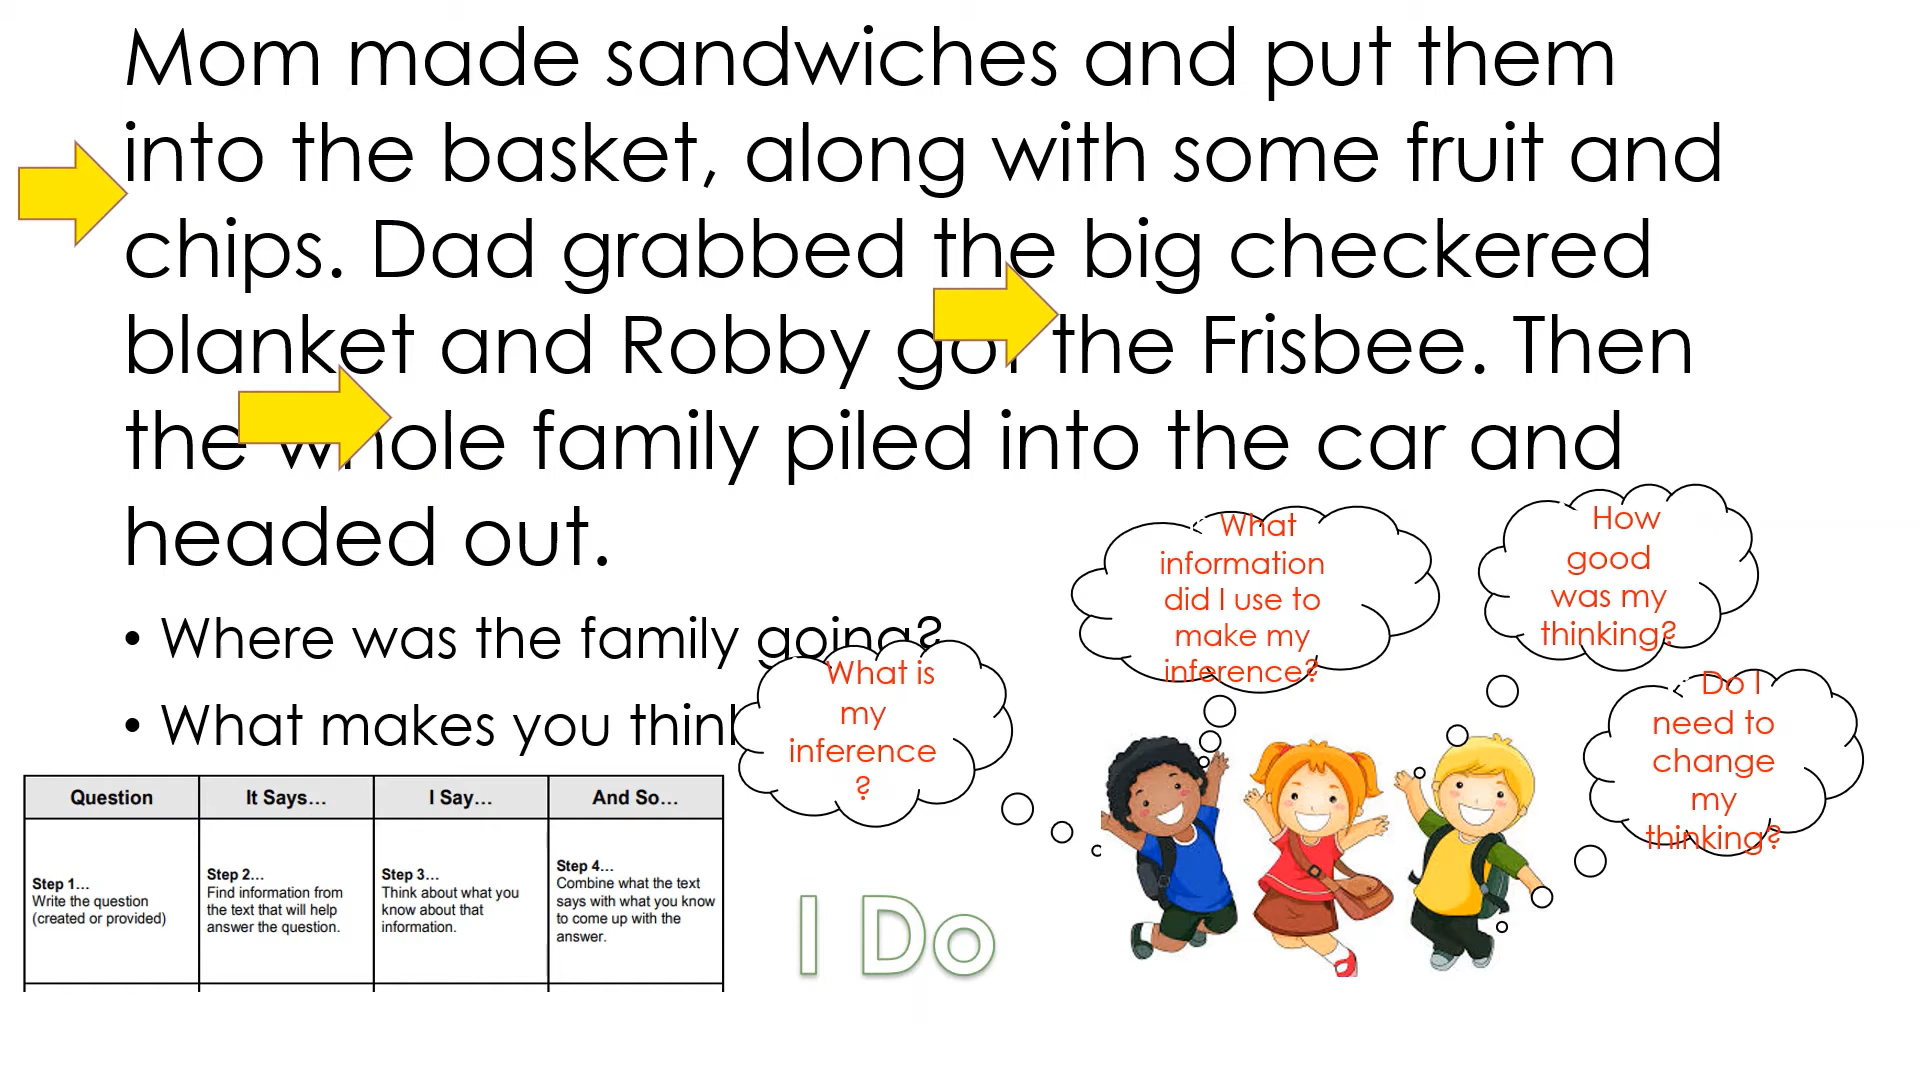 Mom made sandwiches and put them
into the basket, along with some fruit and
chips. Dad grabbed the big checkered
blanket and Robby got the Frisbee. Then
the whole family piled into the car and
headed out.
• Where was the family going?
• What makes you think
What is
my
inference
?
What
information
did I use to
make my
inference?
How
good
was my
thinking?
Do I
need to
change
my
thinking?
Question It Says… I Say… And So…
Step 1…
Write the question
(created or provided)
Step 2…
Find information from
the text that will help
answer the question.
Step 3…
Think about what you
know about that
information.
Step 4…
Combine what the text
says with what you know
to come up with the
answer.
I Do